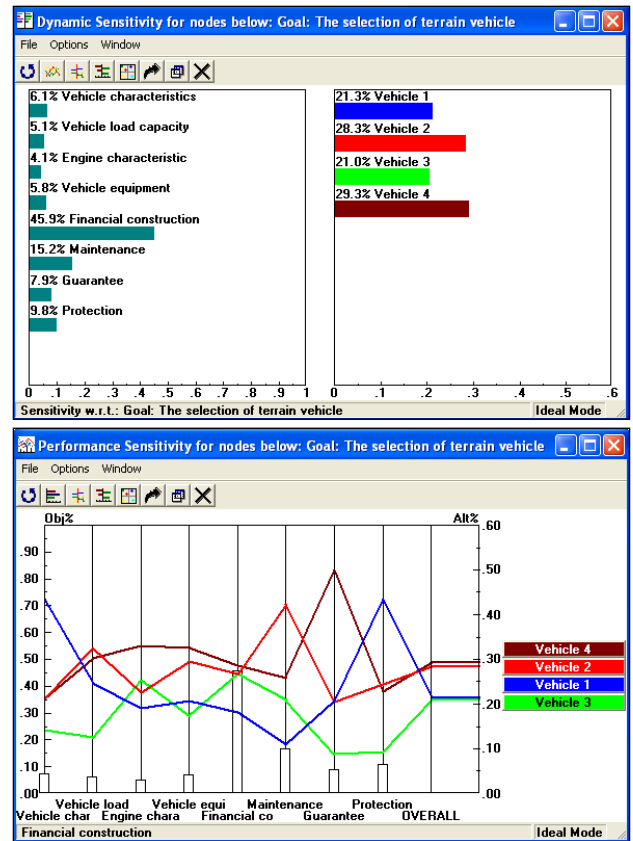 Dynamic Sensitivity for nodes below: Goal: The selection of terrain vehicle
File Options Window
6.1% Vehicle characteristics
5.1% Vehicle load capacity
4.1% Engine characteristic
5.8% Vehicle equipment
45.9% Financial construction
15.2% Maintenance
7.9% Guarantee
9.8% Protection
0 .1 .2 .3 .4 .5 .6 .7 .8 .9 1
21.3% Vehicle 1
28.3% Vehicle 2
21.0% Vehicle 3
29.3% Vehicle 4
0 .1 .2 .3 .4 .5 .6
Sensitivity w.r.t.: Goal: The selection of terrain vehicle Ideal Mode
Performance Sensitivity for nodes below: Goal: The selection of terrain vehicle
File Options Window
Obj% Alt%
.90
.80
.70
.60
.50
.40
.30
.20
.10
.00
.60
.50
.40
.30
.20
.10
.00
Vehicle 4
Vehicle 2
Vehicle 1
Vehicle 3
Vehicle load Vehicle equi Maintenance Protection
Vehicle char Engine chara Financial co Guarantee OVERALL
Financial construction Ideal Mode